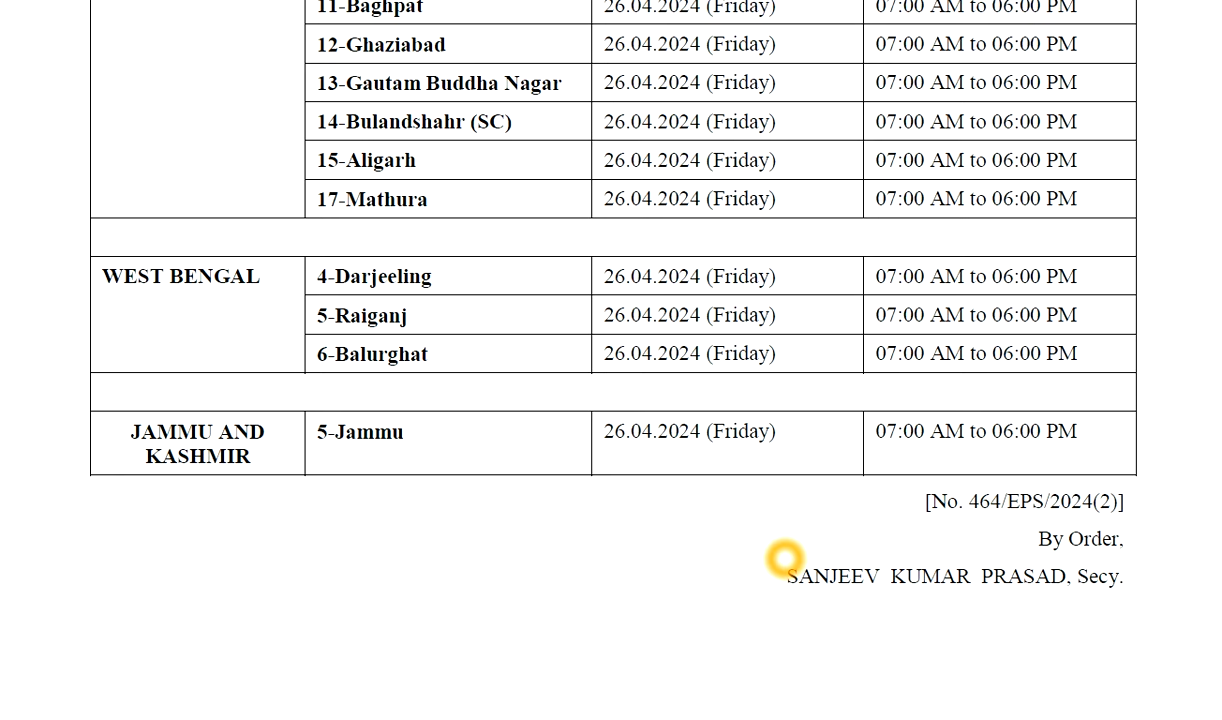 11-Baghpat 26.04.2024 (Friday) 07:00 AM to 06:00 PM
12-Ghaziabad 26.04.2024 (Friday) 07:00 AM to 06:00 PM
13-Gautam Buddha Nagar 26.04.2024 (Friday) 07:00 AM to 06:00 PM
14-Bulandshahr (SC) 26.04.2024 (Friday) 07:00 AM to 06:00 PM
15-Aligarh 26.04.2024 (Friday) 07:00 AM to 06:00 PM
17-Mathura 26.04.2024 (Friday) 07:00 AM to 06:00 PM
WEST BENGAL 4-Darjeeling 26.04.2024 (Friday) 07:00 AM to 06:00 PM
5-Raiganj 26.04.2024 (Friday) 07:00 AM to 06:00 PM
6-Balurghat 26.04.2024 (Friday) 07:00 AM to 06:00 PM
JAMMU AND 5-Jammu 26.04.2024 (Friday) 07:00 AM to 06:00 PM
KASHMIR
[No. 464/EPS/2024(2)]
By Order,
SANJEEV KUMAR PRASAD, Secy.